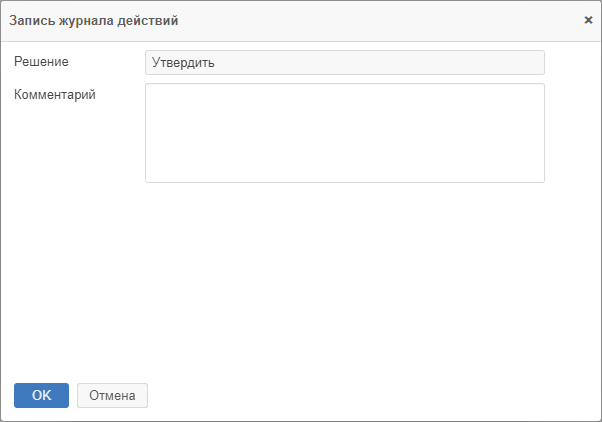 Запись журнала действий ×
Решение Утвердить
Комментарий
OK Отмена